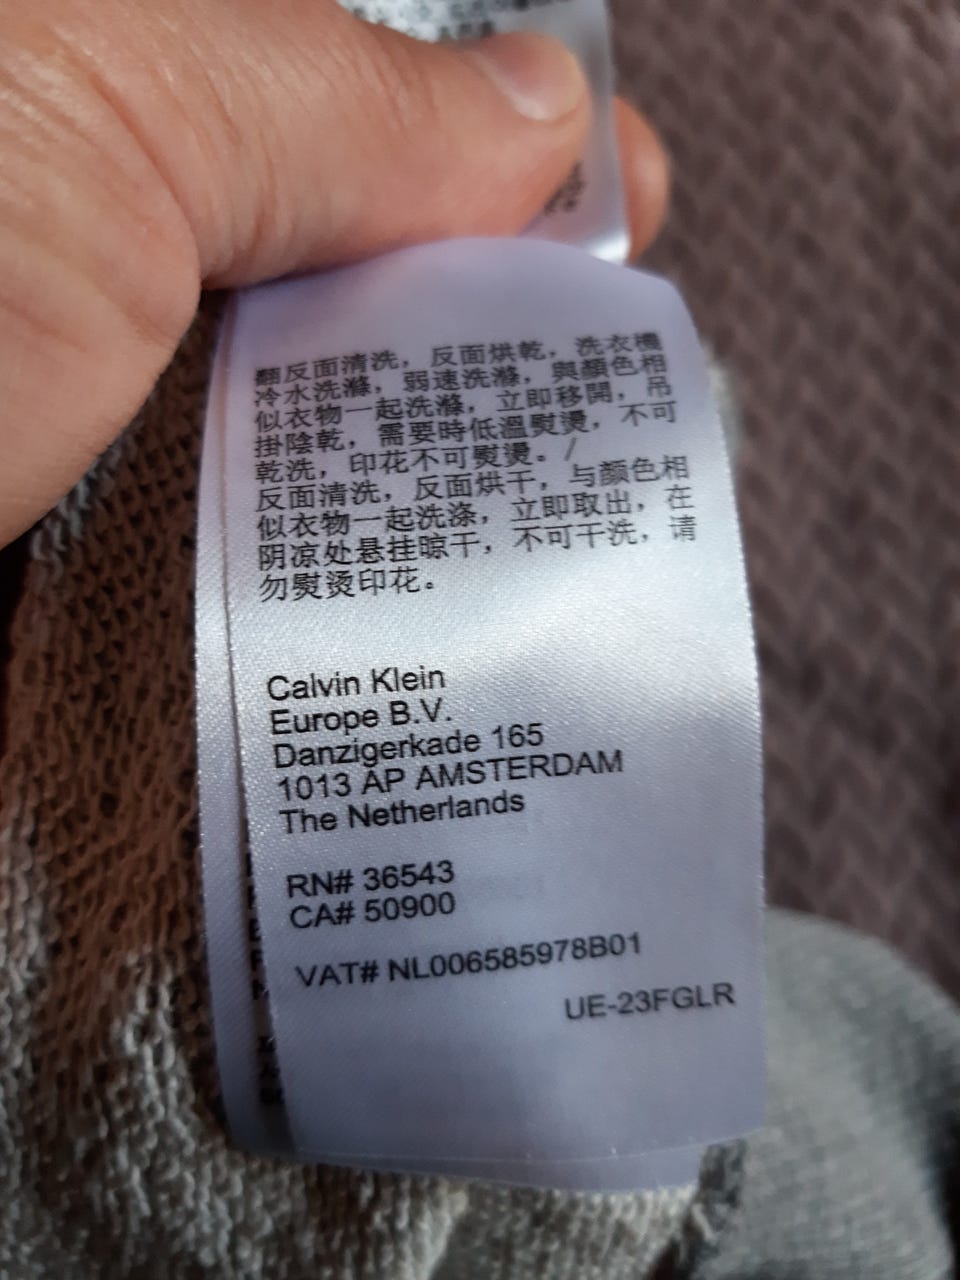 翻反面清洗，反面烘乾，洗衣機
冷水洗滌，弱速洗滌，與顏色相
似衣物一起洗滌，立即移開，吊
掛陰乾，需要時低溫熨燙，不可
乾洗，印花不可熨燙。/
反面清洗，反面烘干，与颜色相
似衣物一起洗涤，立即取出，在
阴凉处悬挂晾干，不可干洗，请
勿熨烫印花。
Calvin Klein
Europe B.V.
Danzigerkade 165
1013 AP AMSTERDAM
The Netherlands
RN# 36543
CA# 50900
VAT# NL006585978B01
UE-23FGLR